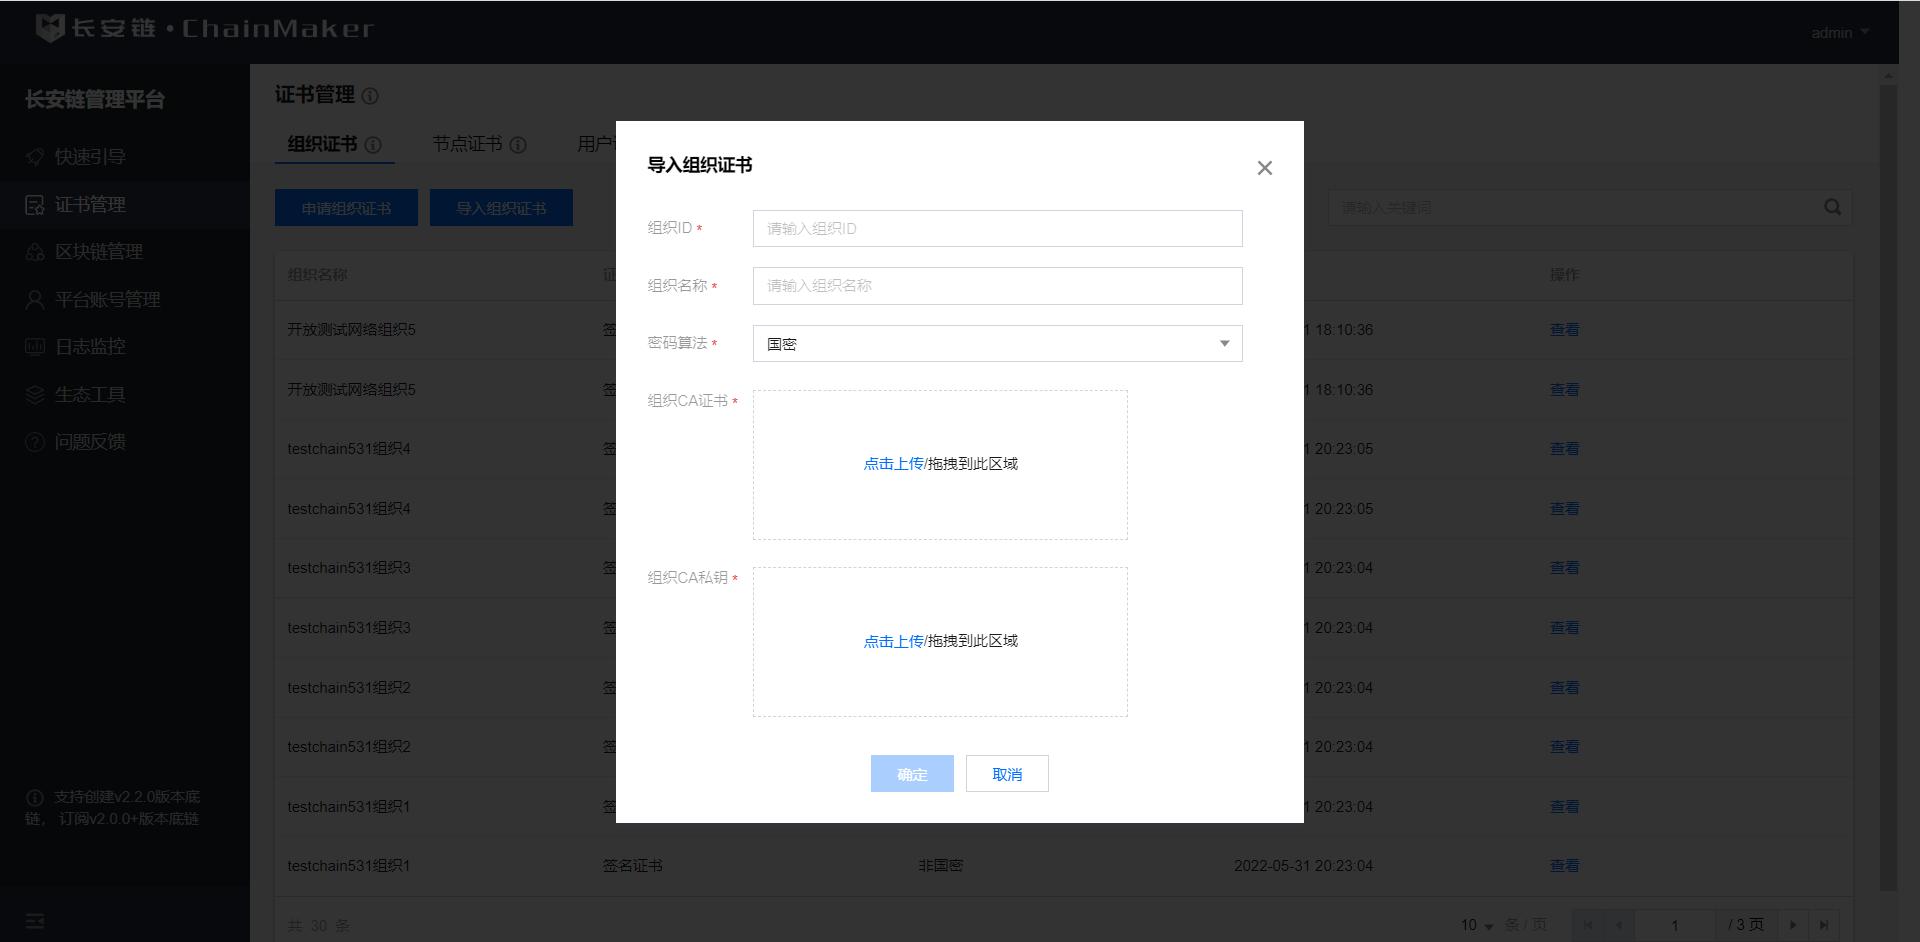 长安链·ChainMaker
admin
长安链管理平台
快速引导
证书管理
区块链管理
平台账号管理
日志监控
生态工具
问题反馈
支持创建v2.2.0版本底
链， 订阅v2.0.0+版本底链
证书管理
组织证书 节点证书 用户
申请组织证书 导入组织证书 请输入关键词
组织名称 证 操作
开放测试网络组织5 签 1 18:10:36 查看
开放测试网络组织5 签 1 18:10:36 查看
testchain531组织4 签 1 20:23:05 查看
testchain531组织4 签 1 20:23:05 查看
testchain531组织3 签 1 20:23:04 查看
testchain531组织3 签 1 20:23:04 查看
testchain531组织2 签 1 20:23:04 查看
testchain531组织2 签 1 20:23:04 查看
testchain531组织1 签 1 20:23:04 查看
testchain531组织1 签名证书 非国密 2022-05-31 20:23:04 查看
共 30 条 10 条 / 页 1 / 3 页
导入组织证书
组织ID * 请输入组织ID
组织名称 * 请输入组织名称
密码算法 * 国密
组织CA证书 *
点击上传/拖拽到此区域
组织CA私钥 *
点击上传/拖拽到此区域
确定 取消